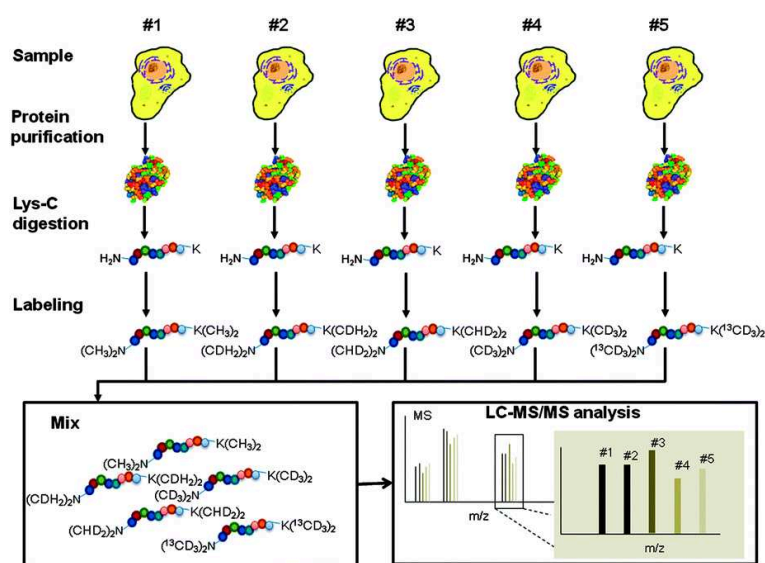 #1 #2 #3 #4 #5
Sample
Protein
purification
Lys-C
digestion
H₂N K H₂N K H₂N K H₂N K H₂N K
Labeling
K(CH₃)₂ K(CDH₂)₂ K(CHD₂)₂ K(CD₃)₂ K(¹³CD₃)₂
(CH₃)₂N (CDH₂)₂N (CHD₂)₂N (CD₃)₂N (¹³CD₃)₂N
Mix
K(CH₃)₂
(CH₃)₂N
K(CDH₂)₂ K(CD₃)₂
(CDH₂)₂N (CD₃)₂N
K(CHD₂)₂
(CHD₂)₂N K(¹³CD₃)₂
(¹³CD₃)₂N
LC-MS/MS analysis
MS
m/z
#1 #2 #3 #4 #5
m/z